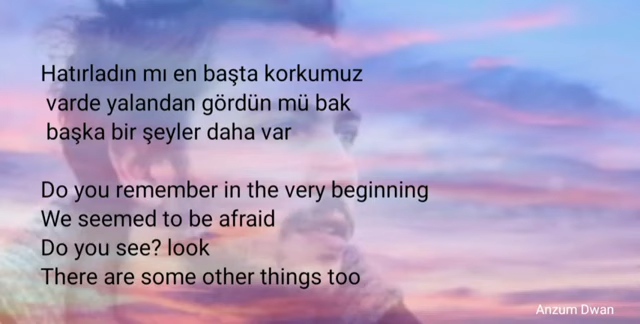 Hatırladın mı en başta korkumuz
varde yalandan gördün mü bak
başka bir şeyler daha var
Do you remember in the very beginning
We seemed to be afraid
Do you see? look
There are some other things too
Anzum Dwan